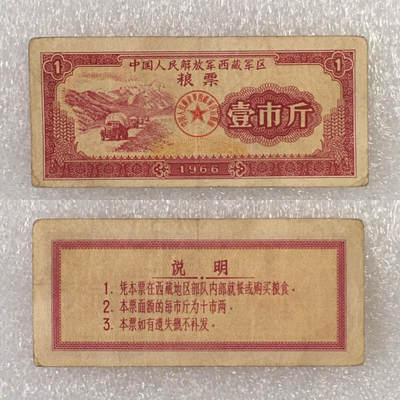 中国人民解放军西藏军区
1
粮票
1
壹市斤
1966
说明
1. 凭本票在西藏地区部队内部就餐或购买粮食。
2. 本票面额的每市斤为十市两。
3. 本票如有遗失概不补发。